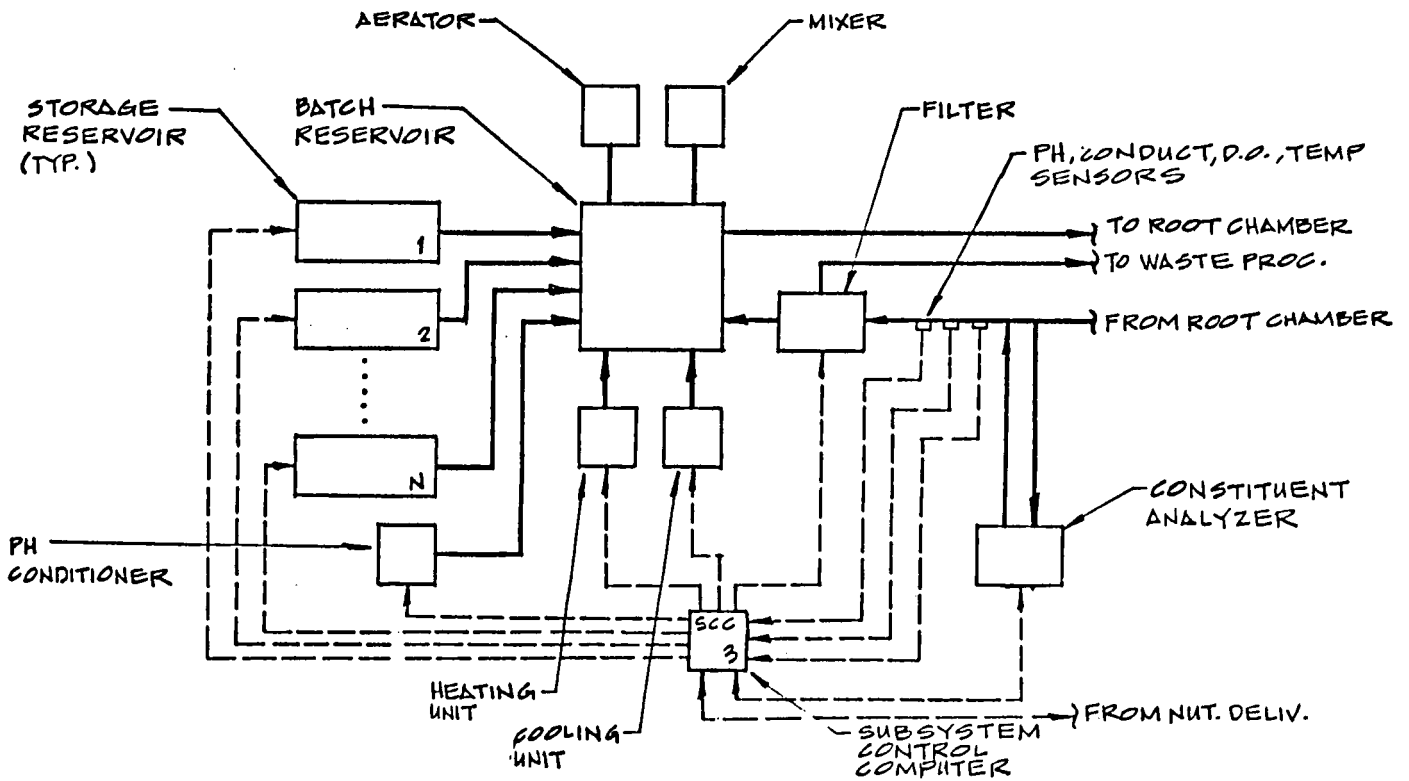 AERATOR
MIXER
STORAGE
RESERVOIR
(TYP.)
BATCH
RESERVOIR
FILTER
PH, CONDUCT, D.O., TEMP
SENSORS
1
TO ROOT CHAMBER
TO WASTE PROC.
2
FROM ROOT CHAMBER
N
CONSTITUENT
ANALYZER
PH
CONDITIONER
SCC
3
HEATING
UNIT
COOLING
UNIT
FROM NUT. DELIV.
SUBSYSTEM
CONTROL
COMPUTER